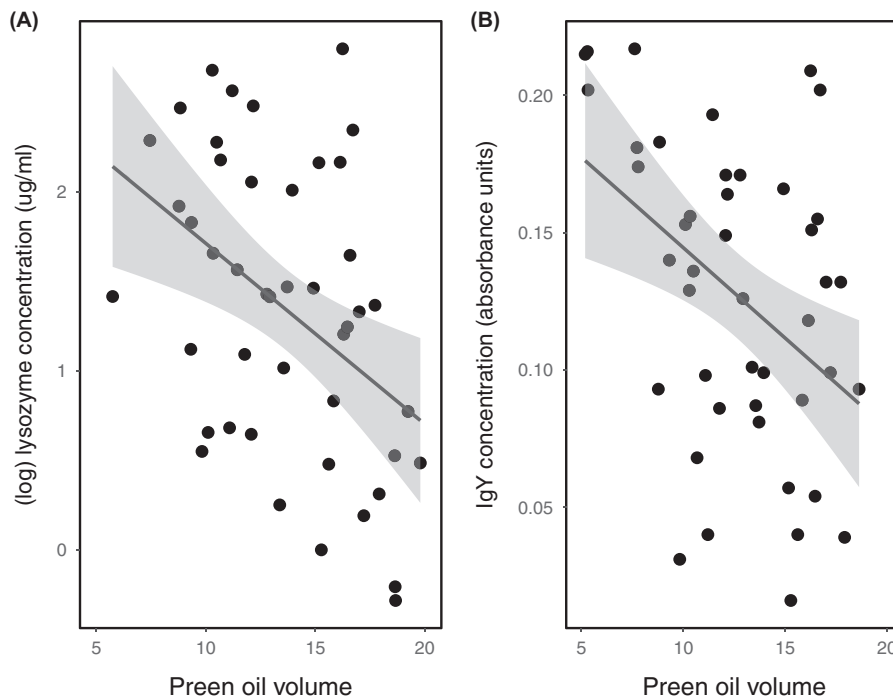 (A)
(log) lysozyme concentration (ug/ml)
2
1
0
5 10 15 20
Preen oil volume
(B)
IgY concentration (absorbance units)
0.20
0.15
0.10
0.05
5 10 15 20
Preen oil volume